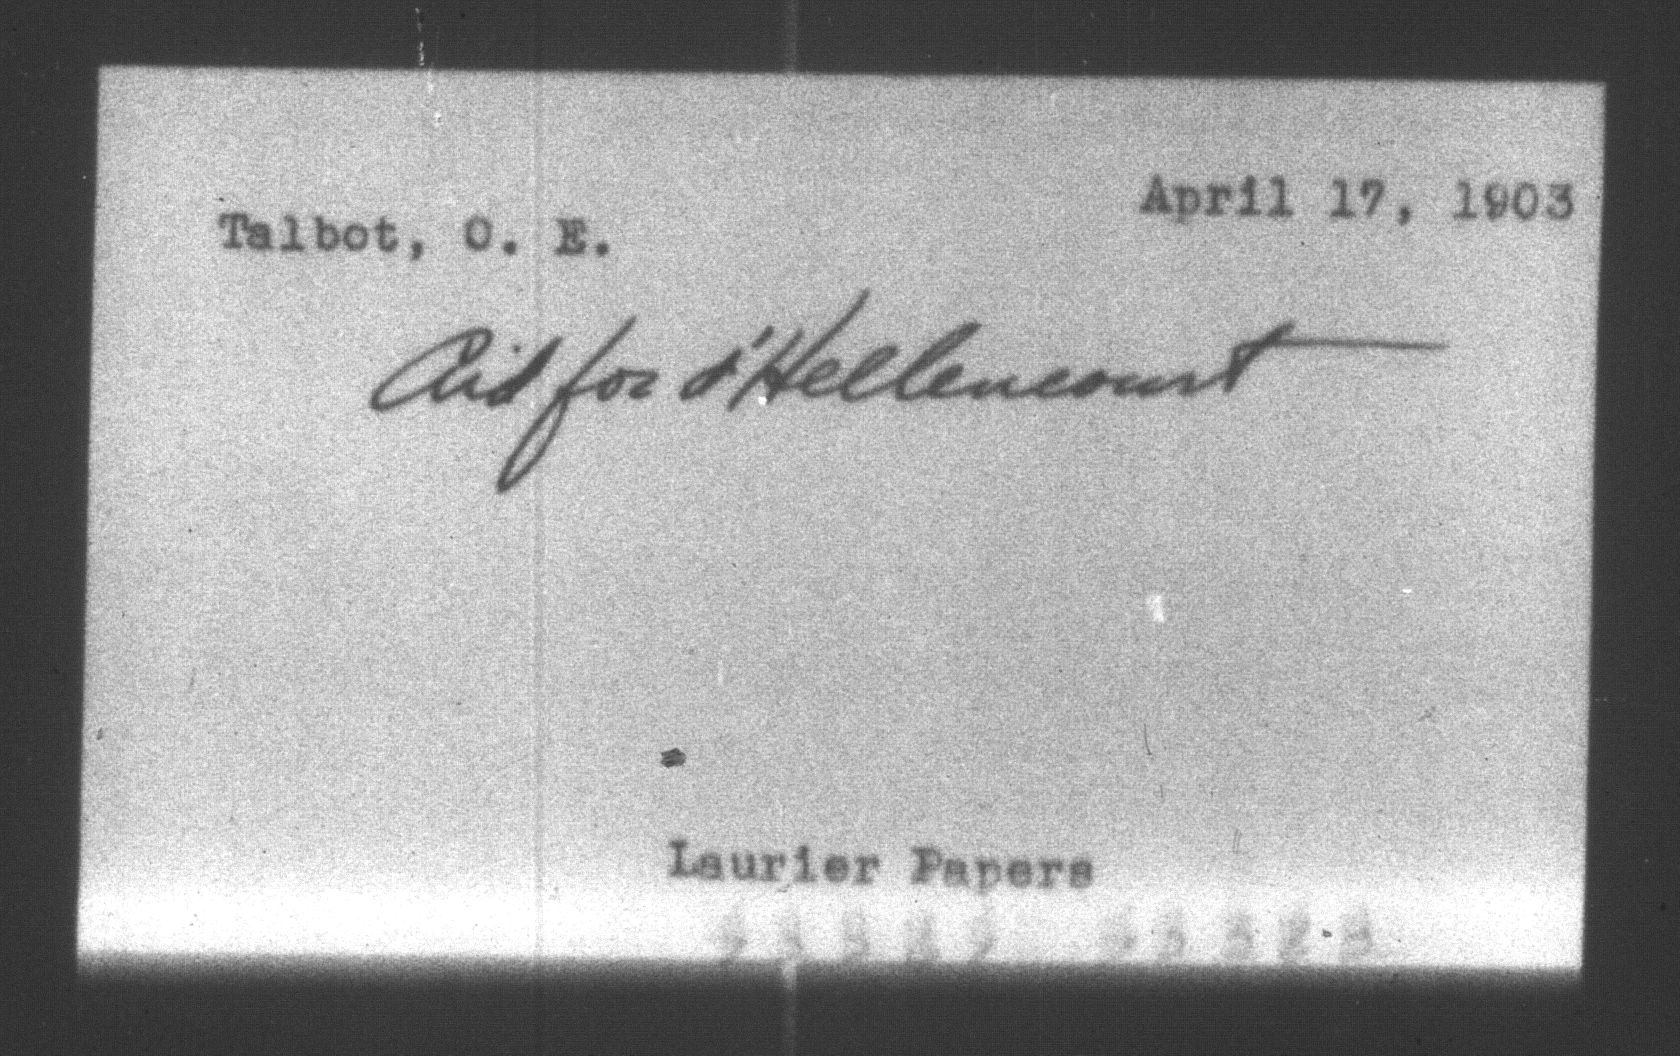 April 17, 1903
Talbot, O. E.
Aid for d'Hellencourt
Laurier Papers